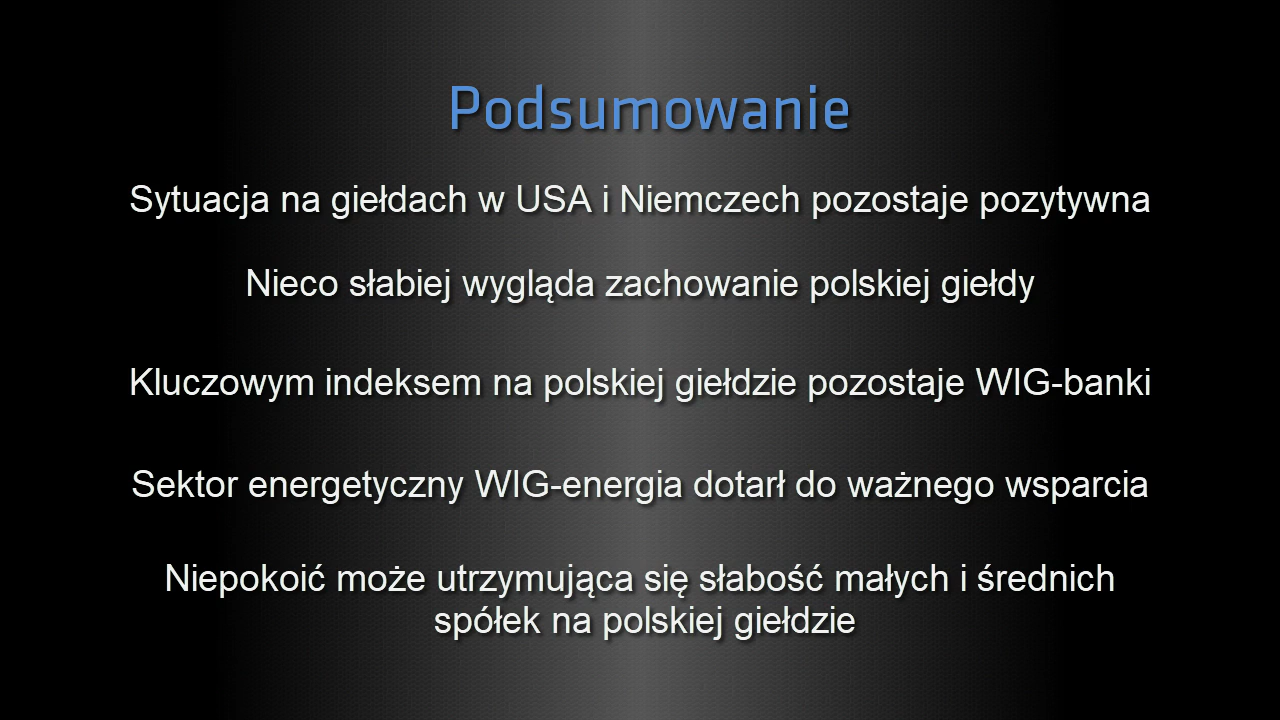 Podsumowanie
Sytuacja na giełdach w USA i Niemczech pozostaje pozytywna
Nieco słabiej wygląda zachowanie polskiej giełdy
Kluczowym indeksem na polskiej giełdzie pozostaje WIG-banki
Sektor energetyczny WIG-energia dotarł do ważnego wsparcia
Niepokoić może utrzymująca się słabość małych i średnich
spółek na polskiej giełdzie